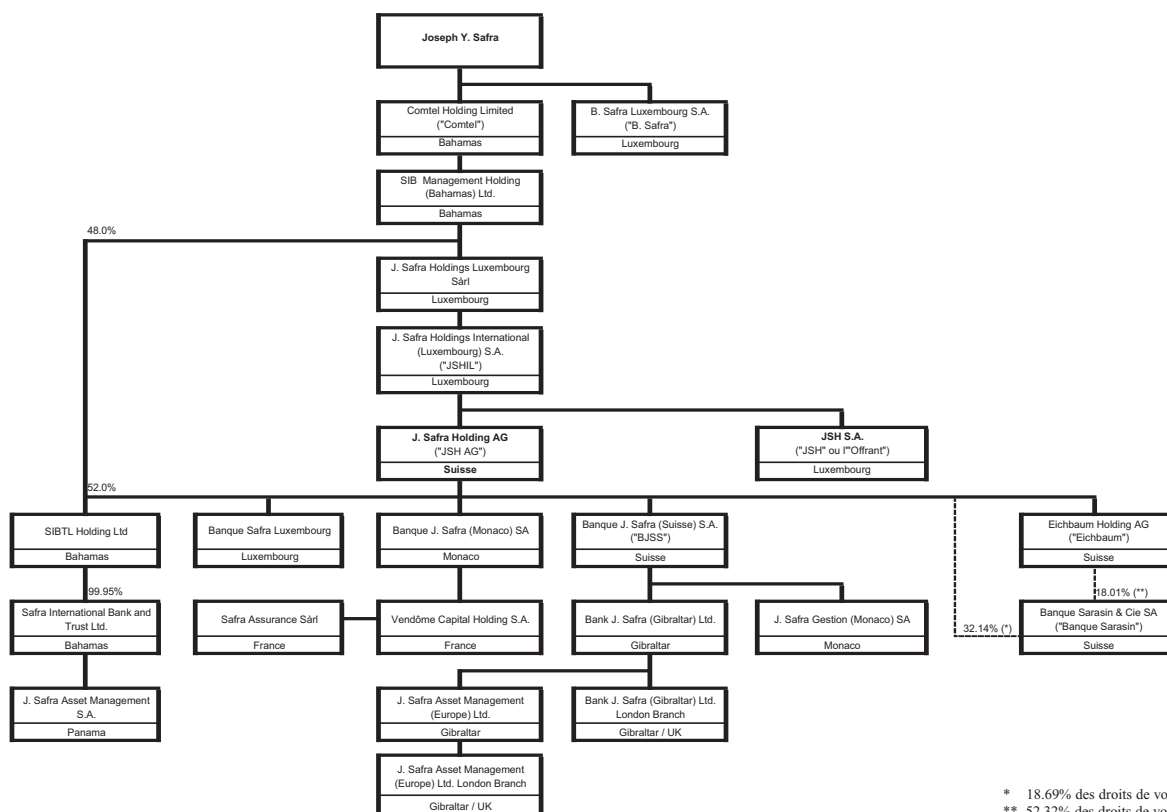 Joseph Y. Safra
Comtel Holding Limited
("Comtel")
Bahamas
B. Safra Luxembourg S.A.
("B. Safra")
Luxembourg
SIB Management Holding
(Bahamas) Ltd.
Bahamas
48.0%
J. Safra Holdings Luxembourg
Sàrl
Luxembourg
J. Safra Holdings International
(Luxembourg) S.A.
("JSHIL")
Luxembourg
J. Safra Holding AG
("JSH AG")
Suisse
JSH S.A.
("JSH" ou l'"Offrant")
Luxembourg
52.0%
SIBTL Holding Ltd
Bahamas
Banque Safra Luxembourg
Luxembourg
Banque J. Safra (Monaco) SA
Monaco
Banque J. Safra (Suisse) S.A.
("BJSS")
Suisse
Eichbaum Holding AG
("Eichbaum")
Suisse
99.95%
18.01% (**)
Safra International Bank and
Trust Ltd.
Bahamas
Safra Assurance Sàrl
France
Vendôme Capital Holding S.A.
France
Bank J. Safra (Gibraltar) Ltd.
Gibraltar
J. Safra Gestion (Monaco) SA
Monaco
32.14% (*)
Banque Sarasin & Cie SA
("Banque Sarasin")
Suisse
J. Safra Asset Management
S.A.
Panama
J. Safra Asset Management
(Europe) Ltd.
Gibraltar
Bank J. Safra (Gibraltar) Ltd.
London Branch
Gibraltar / UK
J. Safra Asset Management
(Europe) Ltd. London Branch
Gibraltar / UK
* 18.69% des droits de
** 52.32% des droits de